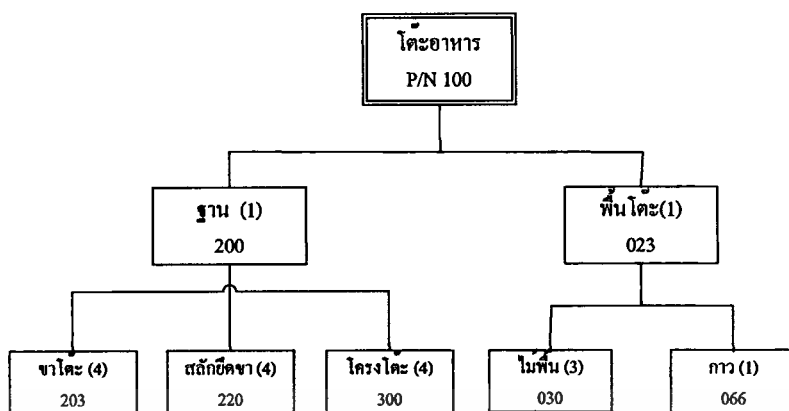 โต๊ะอาหาร
P/N 100
ฐาน (1)
200
พื้นโต๊ะ(1)
023
ขาโต๊ะ (4)
203
สลักยึดขา (4)
220
โครงโต๊ะ (4)
300
ไม้พื้น (3)
030
กาว (1)
066